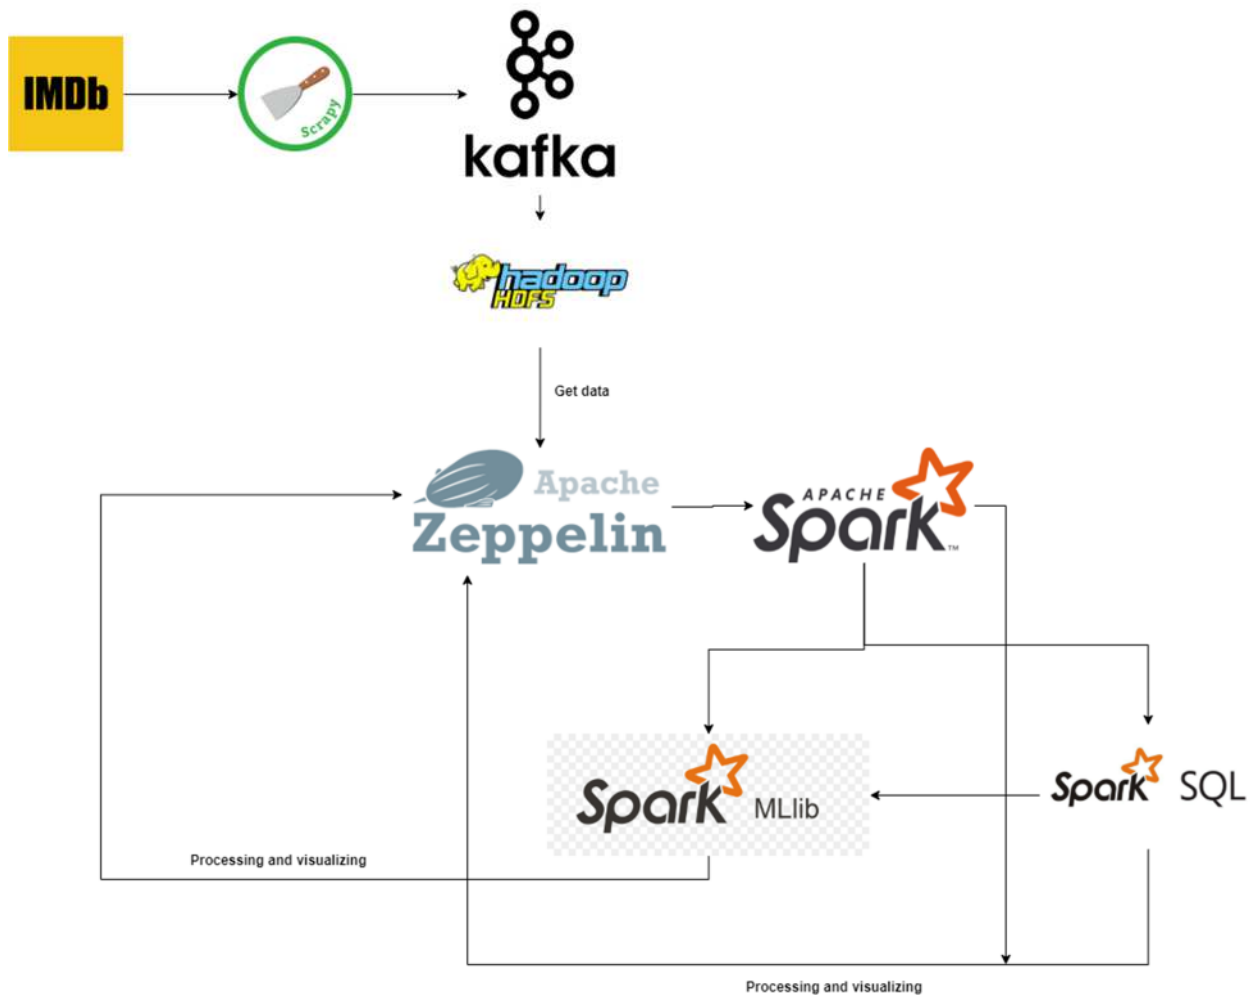 IMDb
Scrapy
kafka
hadoop
HDFS
Get data
Apache
Zeppelin
APACHE
Spark™
Spark MLlib
Spark SQL
Processing and visualizing
Processing and visualizing